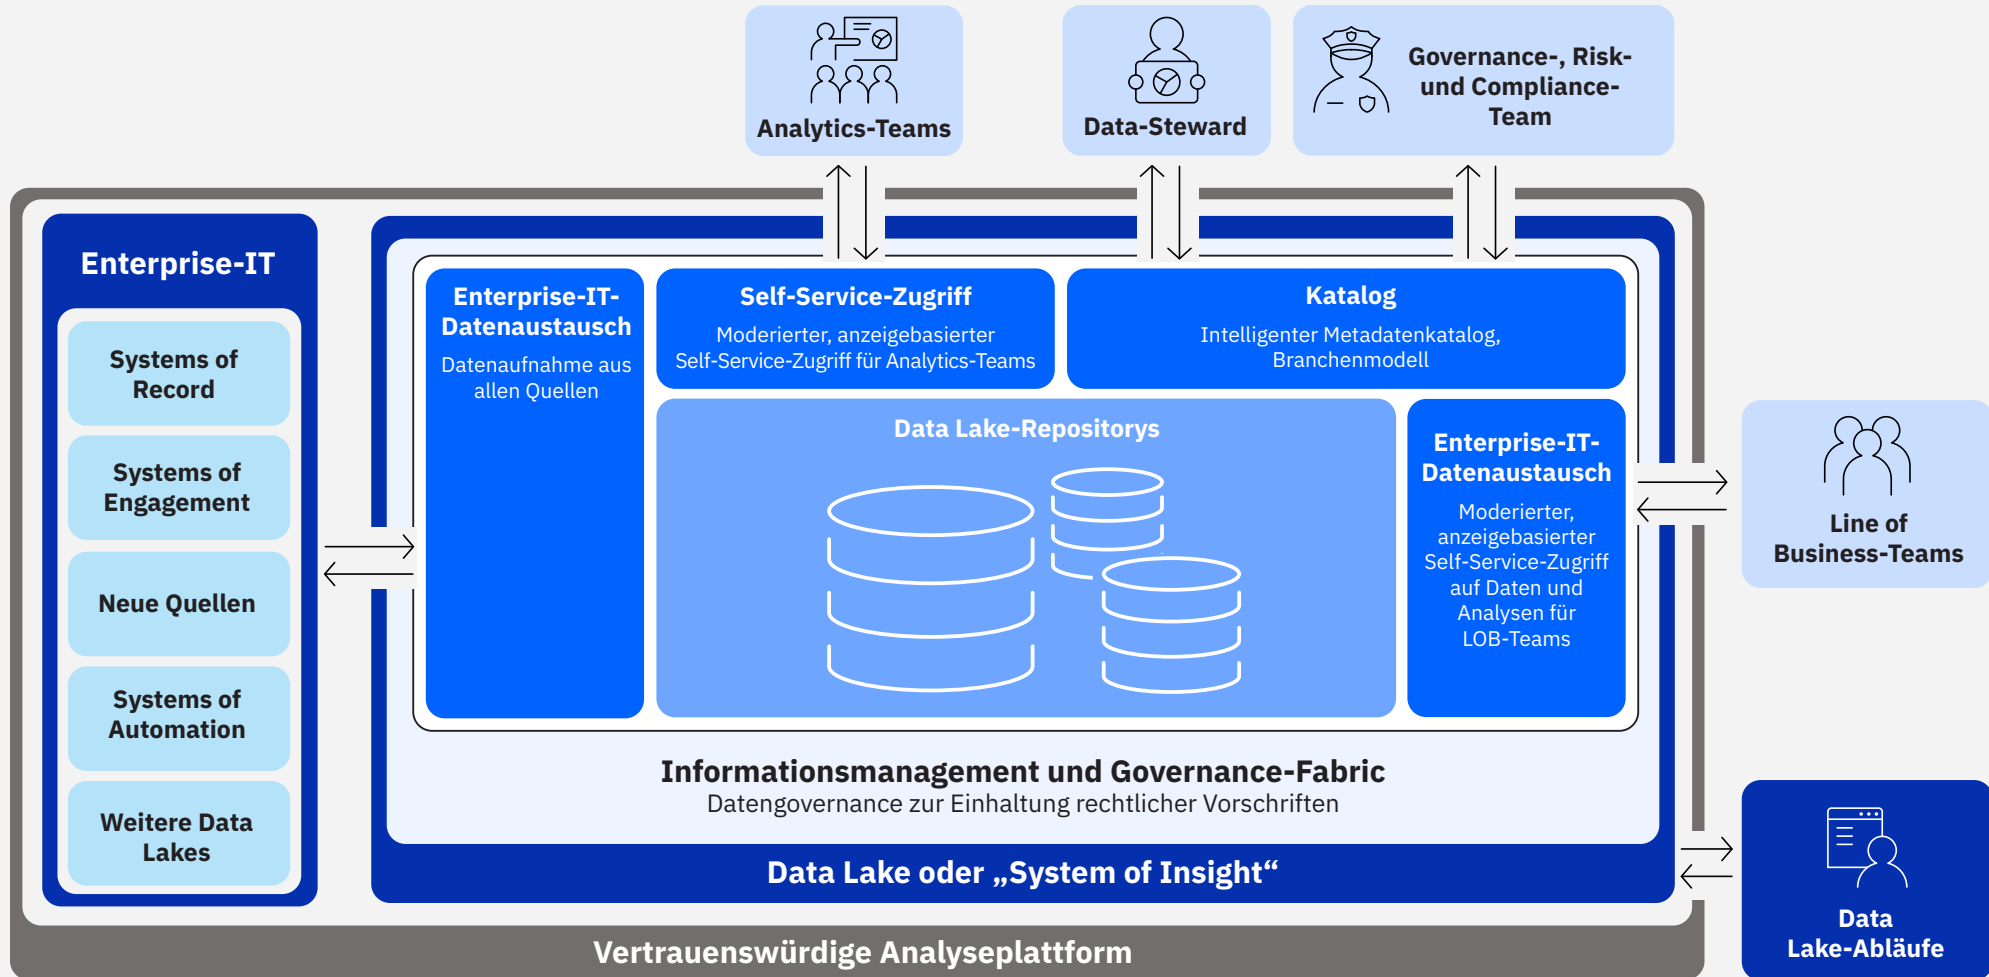 Analytics-Teams
Data-Steward
Governance-, Risk-
und Compliance-
Team
Enterprise-IT
Systems of
Record
Systems of
Engagement
Neue Quellen
Systems of
Automation
Weitere Data
Lakes
Enterprise-IT-
Datenaustausch
Datenaufnahme aus
allen Quellen
Self-Service-Zugriff
Moderierter, anzeigebasierter
Self-Service-Zugriff für Analytics-Teams
Katalog
Intelligenter Metadatenkatalog,
Branchenmodell
Data Lake-Repositorys
Enterprise-IT-
Datenaustausch
Moderierter,
anzeigebasierter
Self-Service-Zugriff
auf Daten und
Analysen für
LOB-Teams
Line of
Business-Teams
Informationsmanagement und Governance-Fabric
Datengovernance zur Einhaltung rechtlicher Vorschriften
Data Lake oder „System of Insight“
Data
Lake-Abläufe
Vertrauenswürdige Analyseplattform